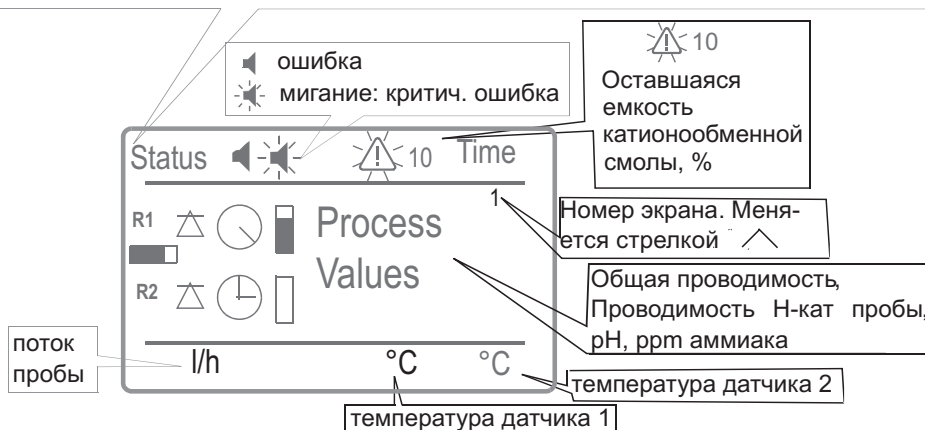 ошибка
мигание: критич. ошибка
10
Оставшаяся
емкость
катионообменной
смолы, %
Status
10
Time
1
Номер экрана. Меня-
ется стрелкой
R1
Process
Values
R2
Общая проводимость,
Проводимость Н-кат пробы,
pH, ppm аммиака
поток
пробы
l/h
°C
°C
температура датчика 2
температура датчика 1